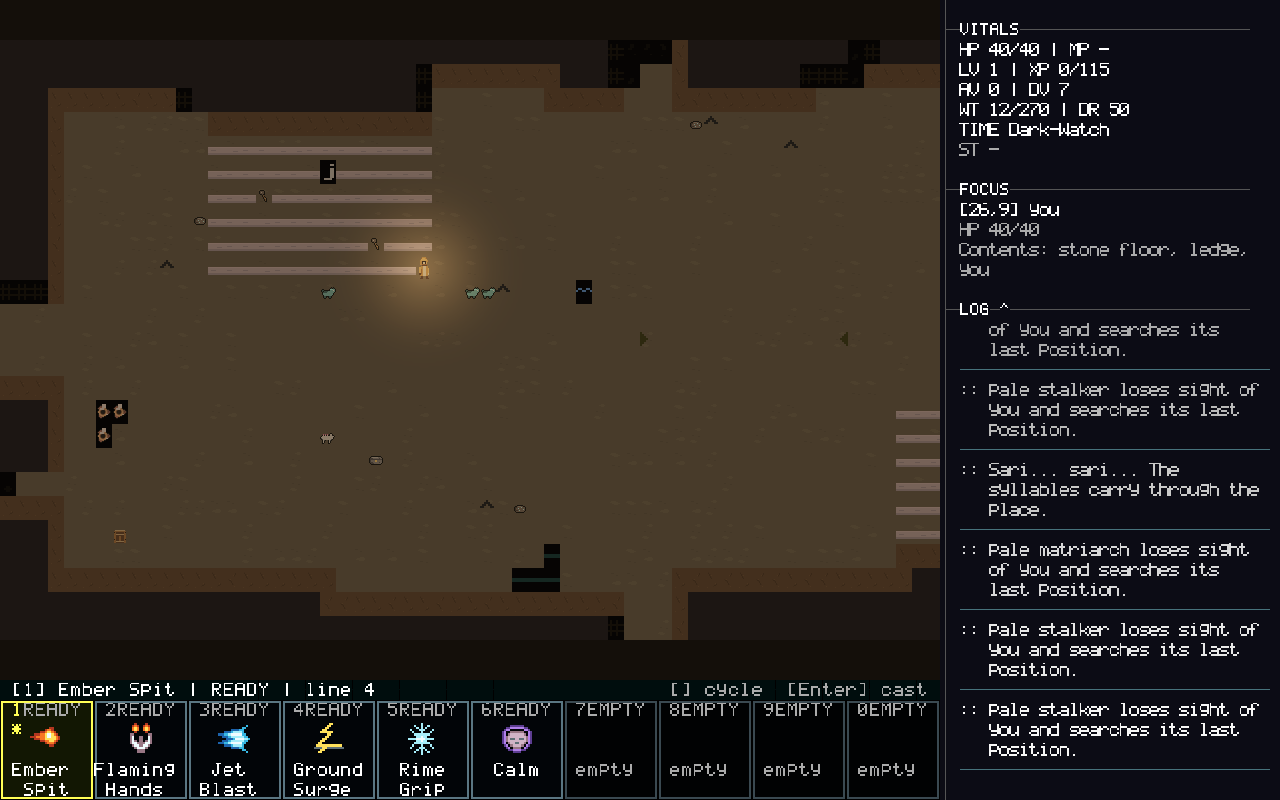 VITALS
HP 40/40 | MP -
LV 1 | XP 0/115
AV 0 | DV 7
WT 12/270 | DR 50
TIME Dark-Watch
ST -
FOCUS
[26,9] You
HP 40/40
Contents: stone floor, ledge,
you
LOG ^
of You and searches its
last Position.
:: Pale stalker loses sight of
You and searches its last
Position.
:: Sari... sari... The
syllables carry through the
Place.
:: Pale matriarch loses sight
of You and searches its
last Position.
:: Pale stalker loses sight of
You and searches its last
Position.
:: Pale stalker loses sight of
You and searches its last
Position.
j
[1] Ember Spit | READY | line 4
[] cycle [Enter] cast
1READY 2READY 3READY 4READY 5READY 6READY 7EMPTY 8EMPTY 9EMPTY 0EMPTY
*
Ember Flaming Jet Ground Rime Calm empty empty empty empty
Spit Hands Blast Surge Grip